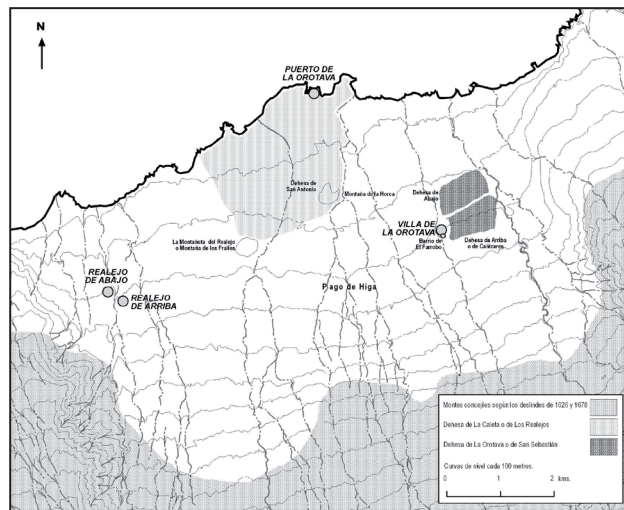 N
PUERTO DE
LA OROTAVA
Dehesa de
San Antonio
Montaña de la Horca
Dehesa de
Abajo
VILLA DE
LA OROTAVA
Barrio de
El Farrobo
Dehesa de Arriba
o de Cañizares
La Montañeta del Realejo
o Montaña de los Frailes
REALEJO
DE ABAJO
REALEJO
DE ARRIBA
Pago de Higa
Montes concejiles según los deslindes de 1625 y 1678
Dehesa de La Caleta o de Los Realejos
Dehesa de La Orotava o de San Sebastián
Curvas de nivel cada 100 metros.
0 1 2 kms.